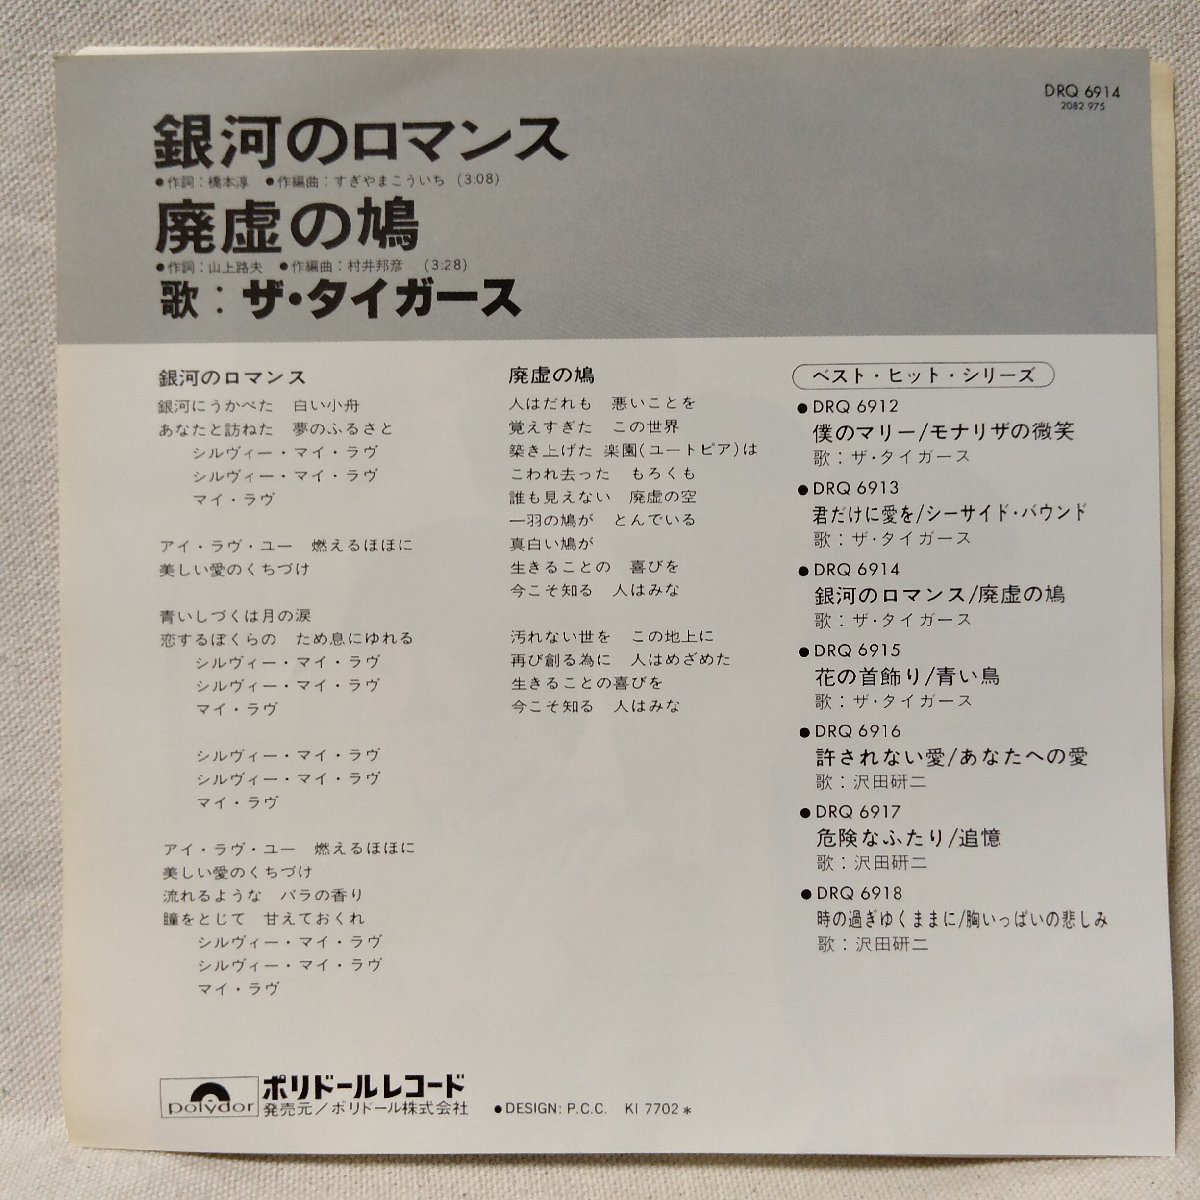 DRQ 6914
2082 975
銀河のロマンス
●作詞：橋本淳　●作編曲：すぎやまこういち　(3:08)
廃虚の鳩
●作詞：山上路夫　●作編曲：村井邦彦　(3:28)
歌：ザ・タイガース
銀河のロマンス
銀河にうかべた　白い小舟
あなたと訪ねた　夢のふるさと
シルヴィー・マイ・ラヴ
シルヴィー・マイ・ラヴ
マイ・ラヴ
アイ・ラヴ・ユー　燃えるほほに
美しい愛のくちづけ
青いしづくは月の涙
恋するぼくらの　ため息にゆれる
シルヴィー・マイ・ラヴ
シルヴィー・マイ・ラヴ
マイ・ラヴ
シルヴィー・マイ・ラヴ
シルヴィー・マイ・ラヴ
マイ・ラヴ
アイ・ラヴ・ユー　燃えるほほに
美しい愛のくちづけ
流れるような　バラの香り
瞳をとじて　甘えておくれ
シルヴィー・マイ・ラヴ
シルヴィー・マイ・ラヴ
マイ・ラヴ
廃虚の鳩
人はだれも　悪いことを
覚えすぎた　この世界
築き上げた 楽園(ユートピア)は
こわれ去った　もろくも
誰も見えない　廃虚の空
一羽の鳩が　とんでいる
真白い鳩が
生きることの　喜びを
今こそ知る　人はみな
汚れない世を　この地上に
再び創る為に　人はめざめた
生きることの喜びを
今こそ知る　人はみな
ベスト・ヒット・シリーズ
●DRQ 6912
僕のマリー/モナリザの微笑
歌：ザ・タイガース
●DRQ 6913
君だけに愛を/シーサイド・バウンド
歌：ザ・タイガース
●DRQ 6914
銀河のロマンス/廃虚の鳩
歌：ザ・タイガース
●DRQ 6915
花の首飾り/青い鳥
歌：ザ・タイガース
●DRQ 6916
許されない愛/あなたへの愛
歌：沢田研二
●DRQ 6917
危険なふたり/追憶
歌：沢田研二
●DRQ 6918
時の過ぎゆくままに/胸いっぱいの悲しみ
歌：沢田研二
polydor
ポリドールレコード
発売元／ポリドール株式会社
●DESIGN: P.C.C.　KI 7702＊